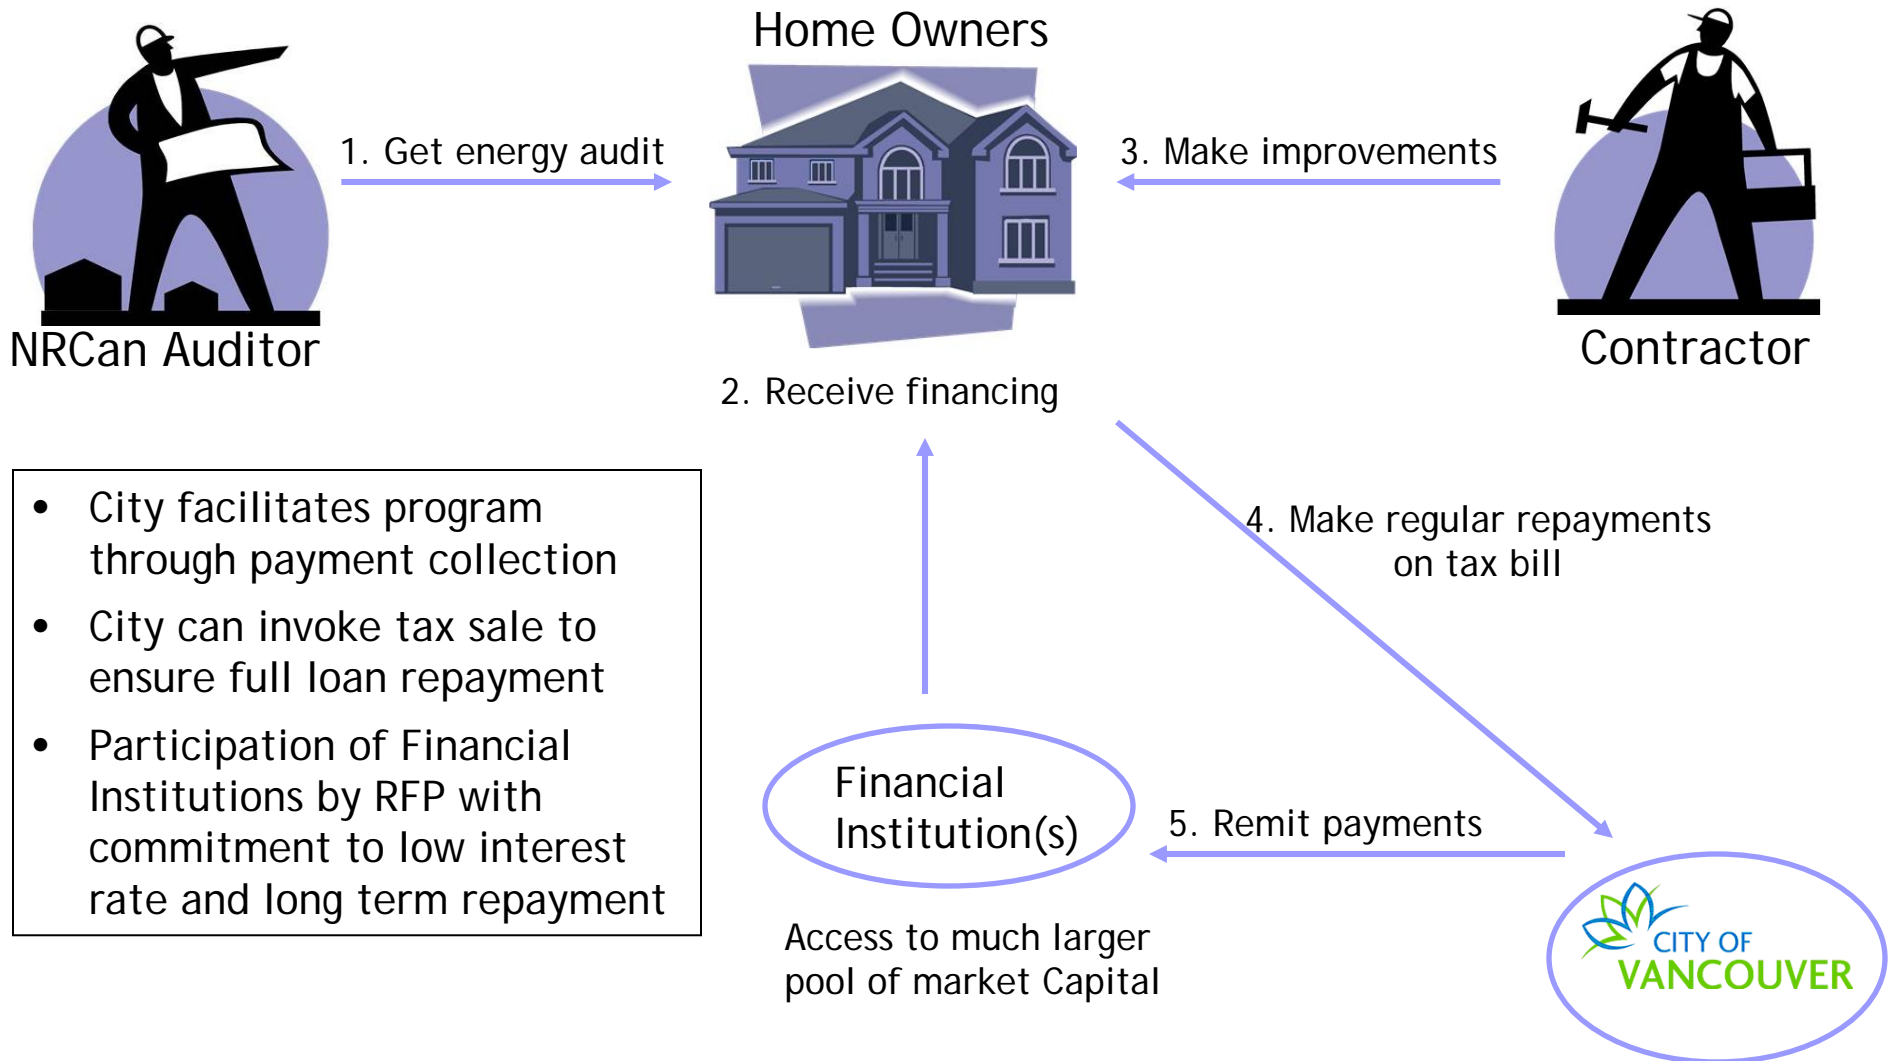 Home Owners
1. Get energy audit
3. Make improvements
NRCan Auditor
Contractor
2. Receive financing
• City facilitates program
through payment collection
• City can invoke tax sale to
ensure full loan repayment
• Participation of Financial
Institutions by RFP with
commitment to low interest
rate and long term repayment
4. Make regular repayments
on tax bill
Financial
Institution(s)
5. Remit payments
Access to much larger
pool of market Capital
CITY OF
VANCOUVER